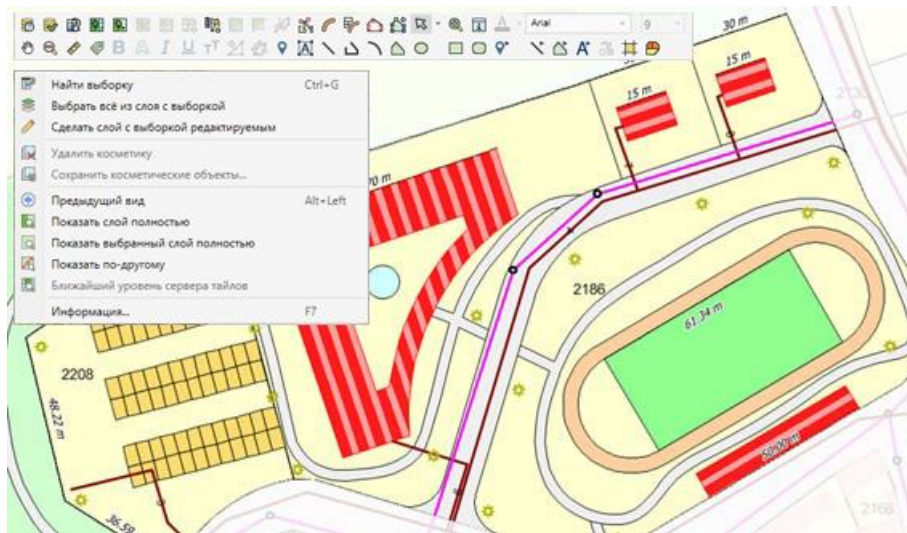 B A I U
A Arial 9
30 m
15 m
15 m
Найти выборку Ctrl+G
Выбрать всё из слоя с выборкой
Сделать слой с выборкой редактируемым
Удалить косметику
Сохранить косметические объекты...
Предыдущий вид Alt+Left
Показать слой полностью
Показать выбранный слой полностью
Показать по-другому
Ближайший уровень сервера тайлов
Информация... F7
2186
61.34 m
2208
48.22 m
50.00 m
36.59
2166